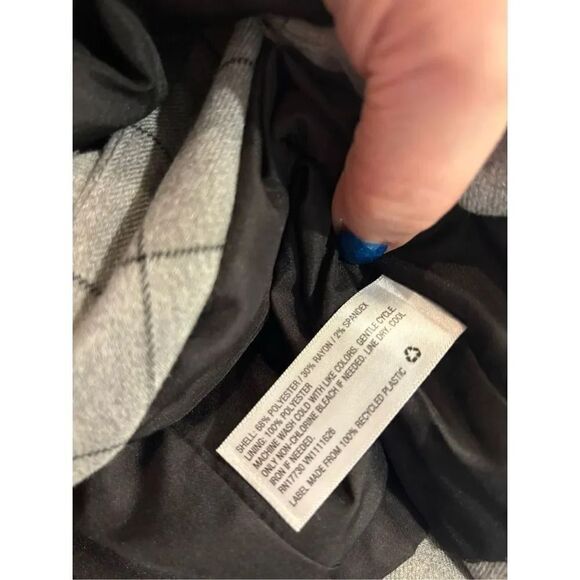 SHELL: 68% POLYESTER / 30% RAYON / 2% SPANDEX
LINING: 100% POLYESTER
MACHINE WASH COLD WITH LIKE COLORS. GENTLE CYCLE.
ONLY NON-CHLORINE BLEACH IF NEEDED. LINE DRY. COOL
IRON IF NEEDED.
RN17730 VN1111626
LABEL MADE FROM 100% RECYCLED PLASTIC